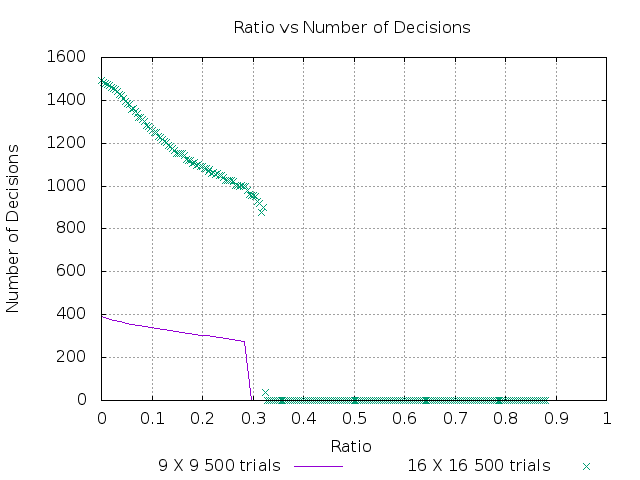 Ratio vs Number of Decisions
1600
1400
1200
1000
800
600
400
200
0
Number of Decisions
0 0.1 0.2 0.3 0.4 0.5 0.6 0.7 0.8 0.9 1
Ratio
9 X 9 500 trials 16 X 16 500 trials